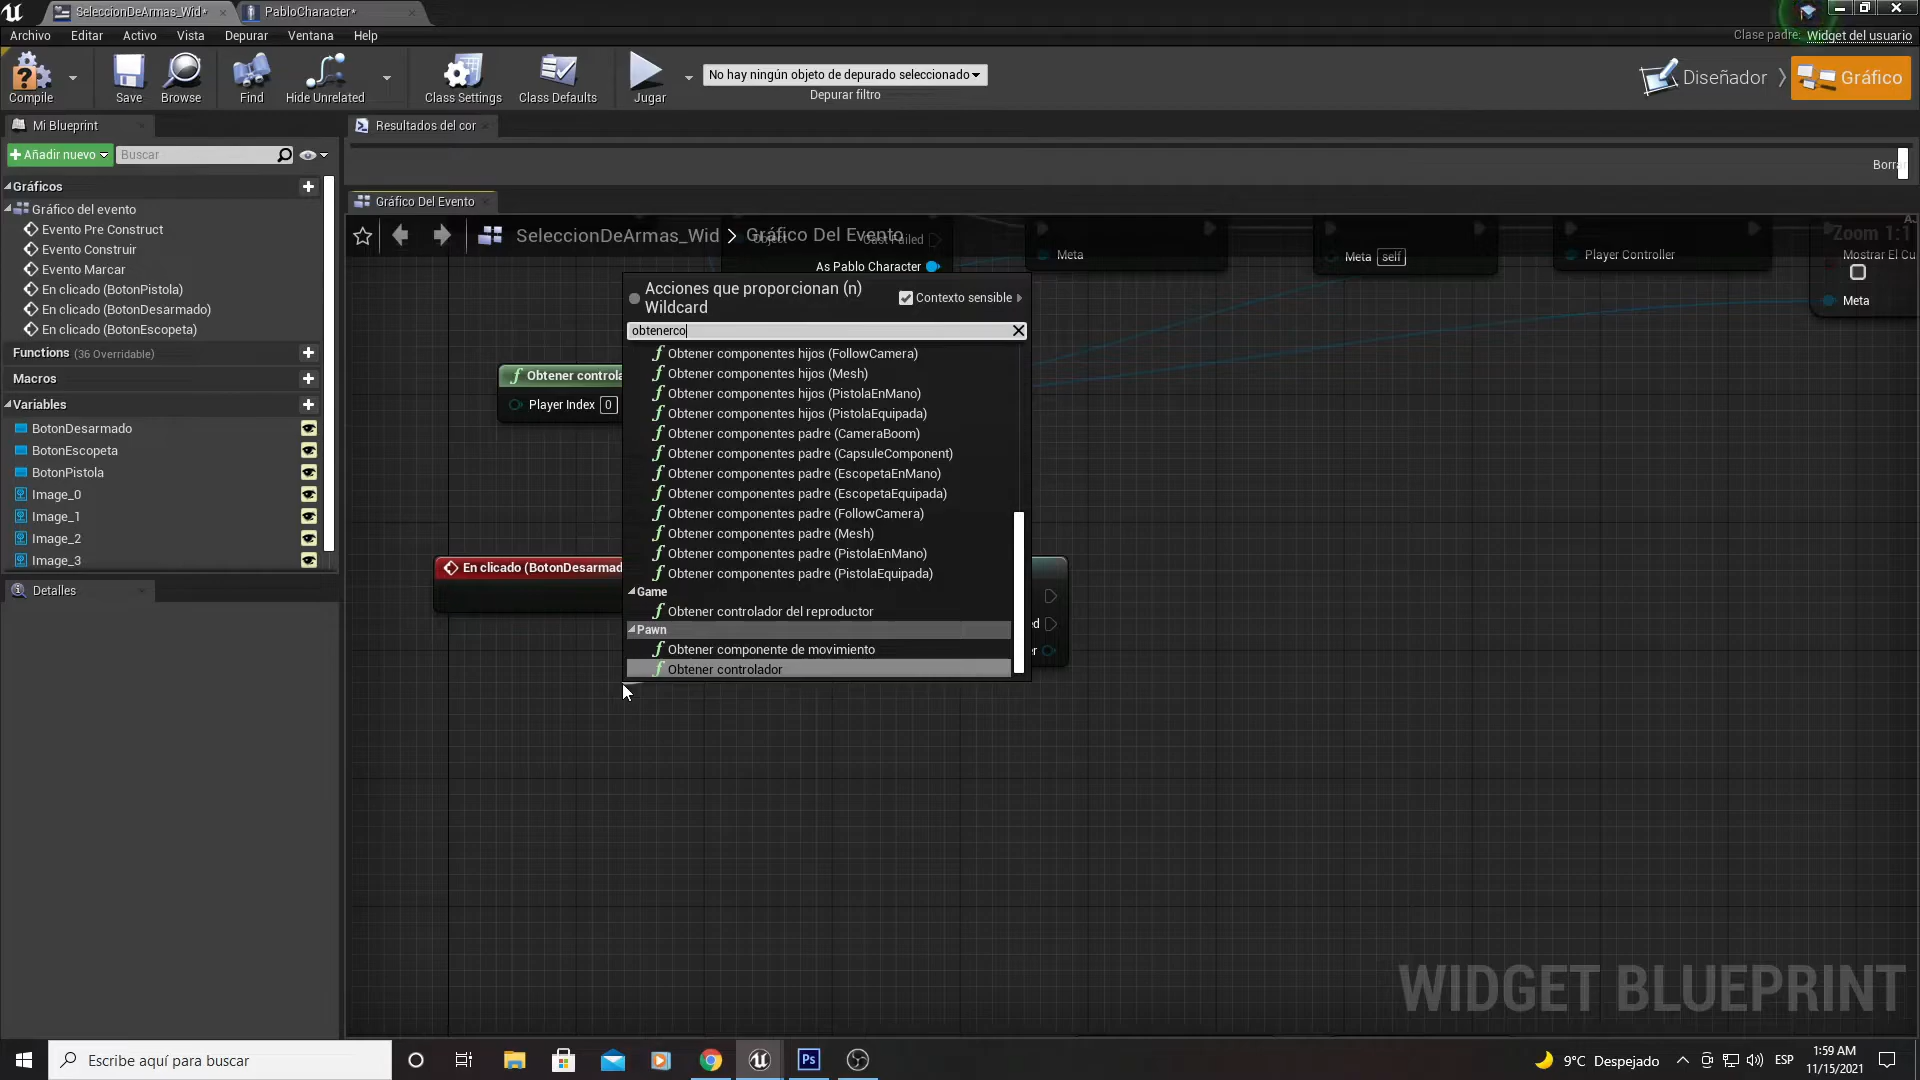 SeleccionDeArmas_Wid*
PabloCharacter*
Archivo Editar Activo Vista Depurar Ventana Help
Clase padre: Widget del usuario
Compile Save Browse Find Hide Unrelated Class Settings Class Defaults Jugar
No hay ningún objeto de depurado seleccionado
Depurar filtro
Diseñador Gráfico
Mi Blueprint
Resultados del cor
Añadir nuevo Buscar
Borra
Gráficos
Gráfico del evento
Evento Pre Construct
Evento Construir
Evento Marcar
En clicado (BotonPistola)
En clicado (BotonDesarmado)
En clicado (BotonEscopeta)
Functions (36 Overridable)
Macros
Variables
BotonDesarmado
BotonEscopeta
BotonPistola
Image_0
Image_1
Image_2
Image_3
Detalles
Gráfico Del Evento
SeleccionDeArmas_Wid > Gráfico Del Evento
Object Cast Failed
As Pablo Character
Meta
Meta self
Player Controller
Zoom 1:1
Mostrar El Cu
Meta
Obtener controla
Player Index 0
En clicado (BotonDesarmad
Acciones que proporcionan (n)
Wildcard
Contexto sensible
obtenerco
Obtener componentes hijos (FollowCamera)
Obtener componentes hijos (Mesh)
Obtener componentes hijos (PistolaEnMano)
Obtener componentes hijos (PistolaEquipada)
Obtener componentes padre (CameraBoom)
Obtener componentes padre (CapsuleComponent)
Obtener componentes padre (EscopetaEnMano)
Obtener componentes padre (EscopetaEquipada)
Obtener componentes padre (FollowCamera)
Obtener componentes padre (Mesh)
Obtener componentes padre (PistolaEnMano)
Obtener componentes padre (PistolaEquipada)
Game
Obtener controlador del reproductor
Pawn
Obtener componente de movimiento
Obtener controlador
ed
er
WIDGET BLUEPRINT
Escribe aquí para buscar
Ps
9°C Despejado
ESP
1:59 AM
11/15/2021